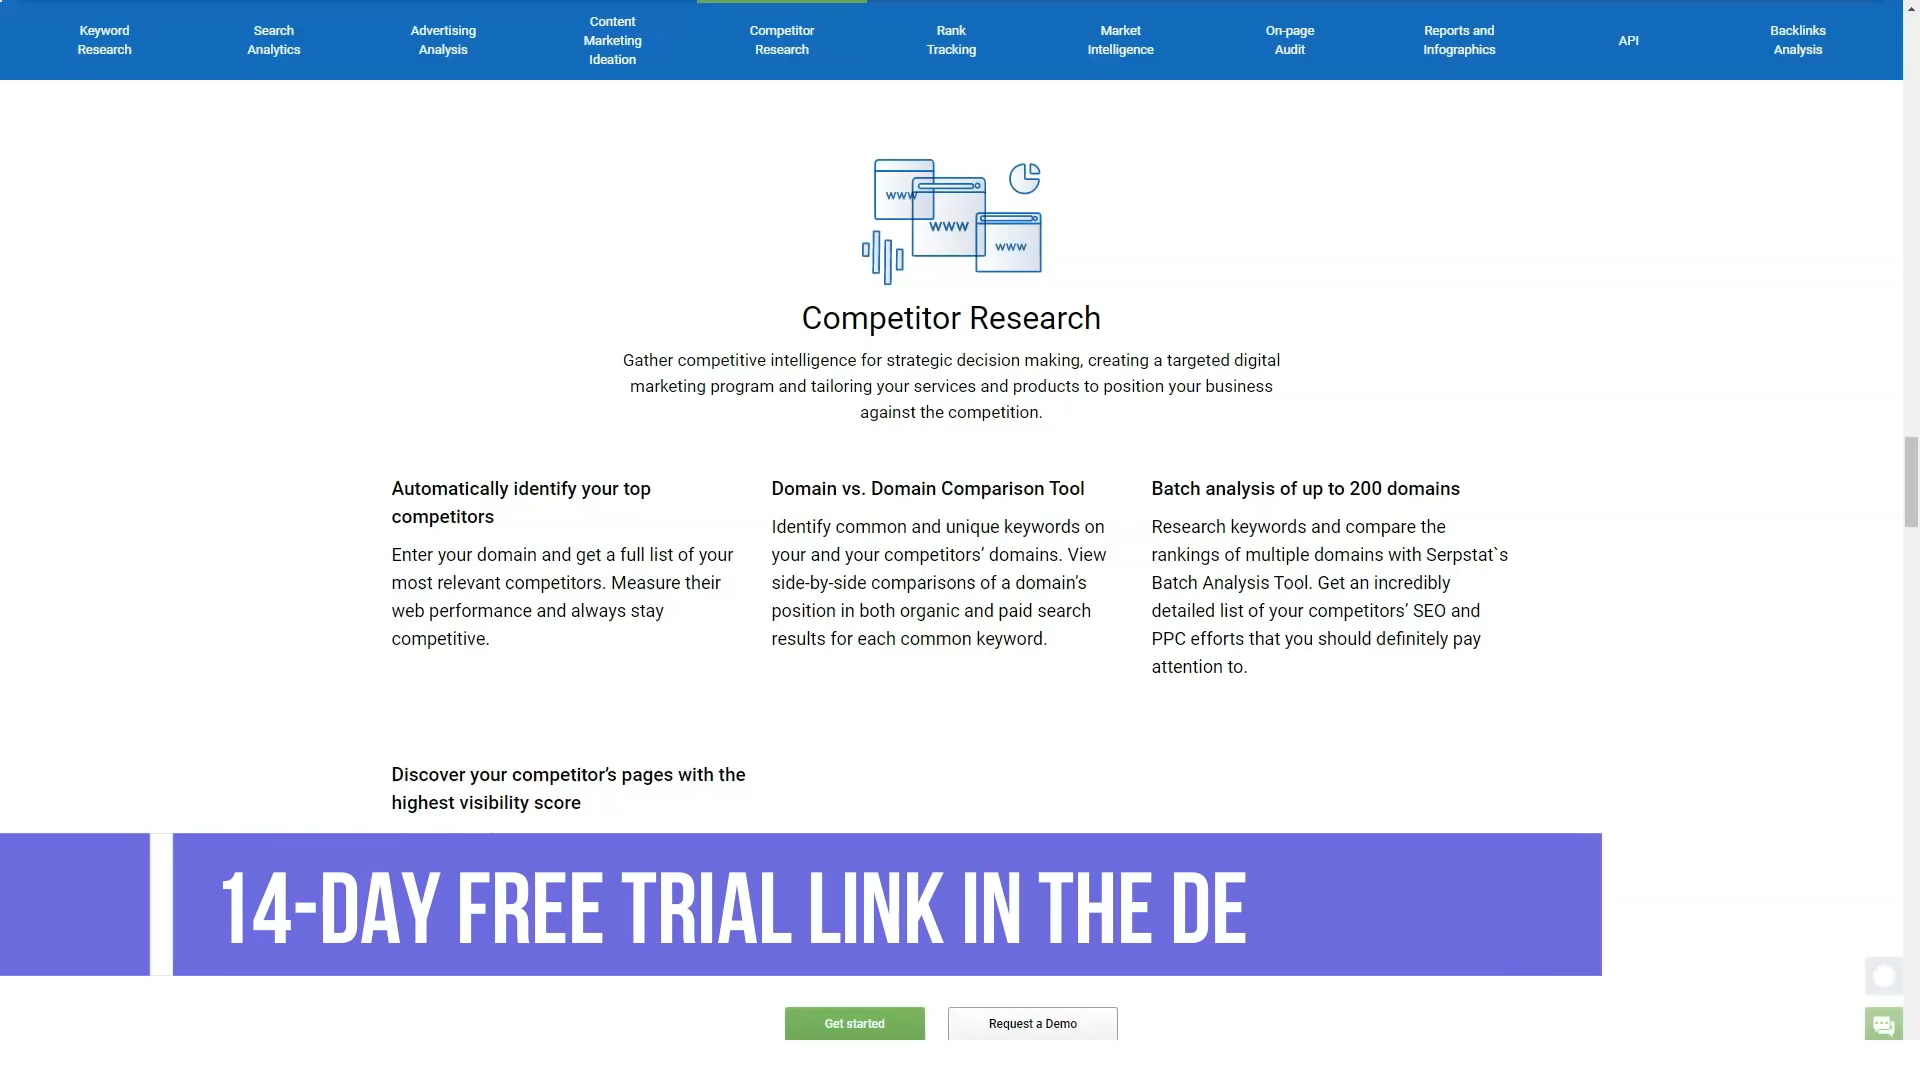 Keyword
Research
Search
Analytics
Advertising
Analysis
Content
Marketing
Ideation
Competitor
Research
Rank
Tracking
Market
Intelligence
On-page
Audit
Reports and
Infographics
API
Backlinks
Analysis
www
www
www
Competitor Research
Gather competitive intelligence for strategic decision making, creating a targeted digital
marketing program and tailoring your services and products to position your business
against the competition.
Automatically identify your top
competitors
Enter your domain and get a full list of your
most relevant competitors. Measure their
web performance and always stay
competitive.
Domain vs. Domain Comparison Tool
Identify common and unique keywords on
your and your competitors’ domains. View
side-by-side comparisons of a domain’s
position in both organic and paid search
results for each common keyword.
Batch analysis of up to 200 domains
Research keywords and compare the
rankings of multiple domains with Serpstat`s
Batch Analysis Tool. Get an incredibly
detailed list of your competitors’ SEO and
PPC efforts that you should definitely pay
attention to.
Discover your competitor’s pages with the
highest visibility score
14-DAY FREE TRIAL LINK IN THE DE
Get started
Request a Demo